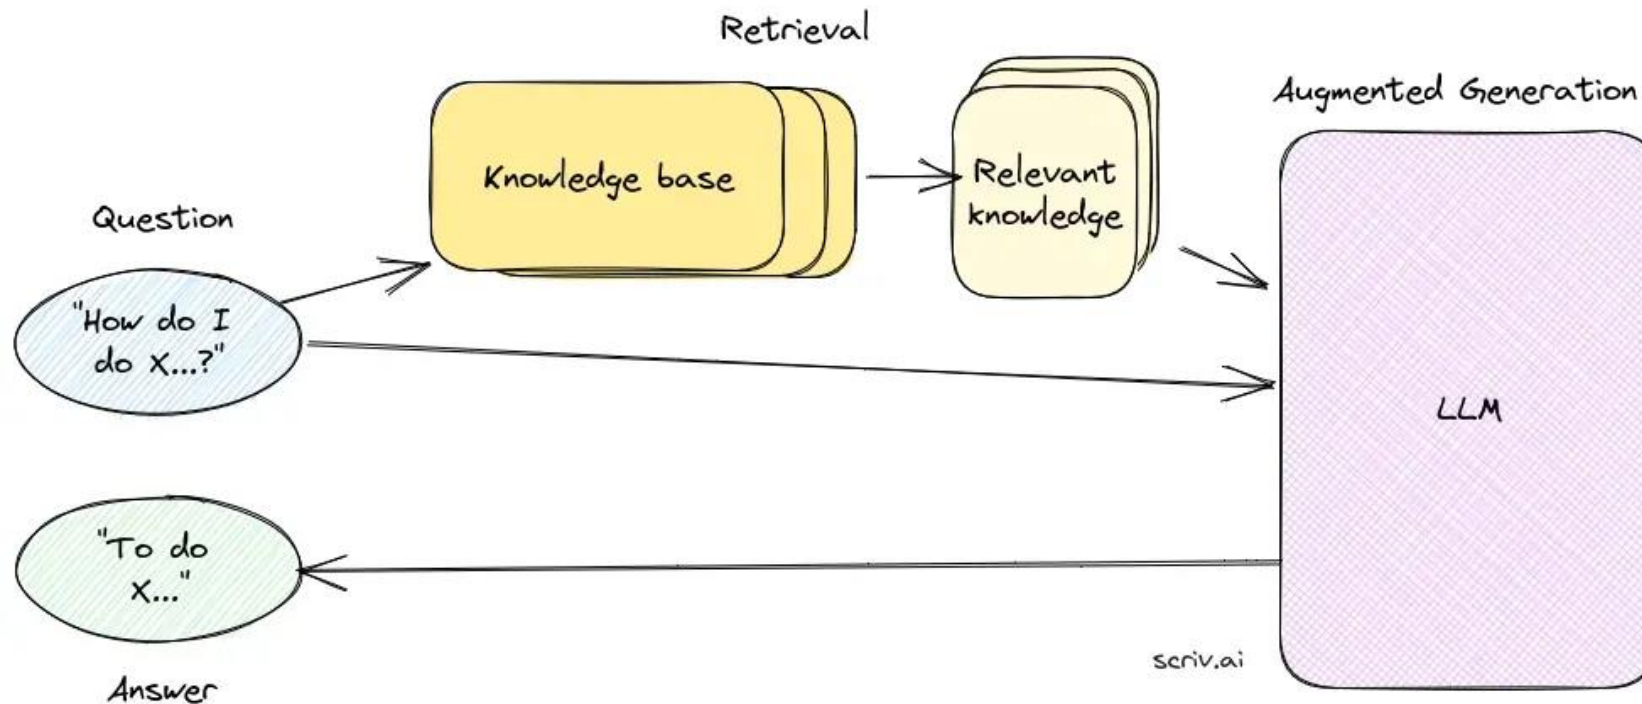 Retrieval
Augmented Generation
Knowledge base
Relevant
knowledge
Question
"How do I
do X...?"
LLM
"To do
X..."
scriv.ai
Answer